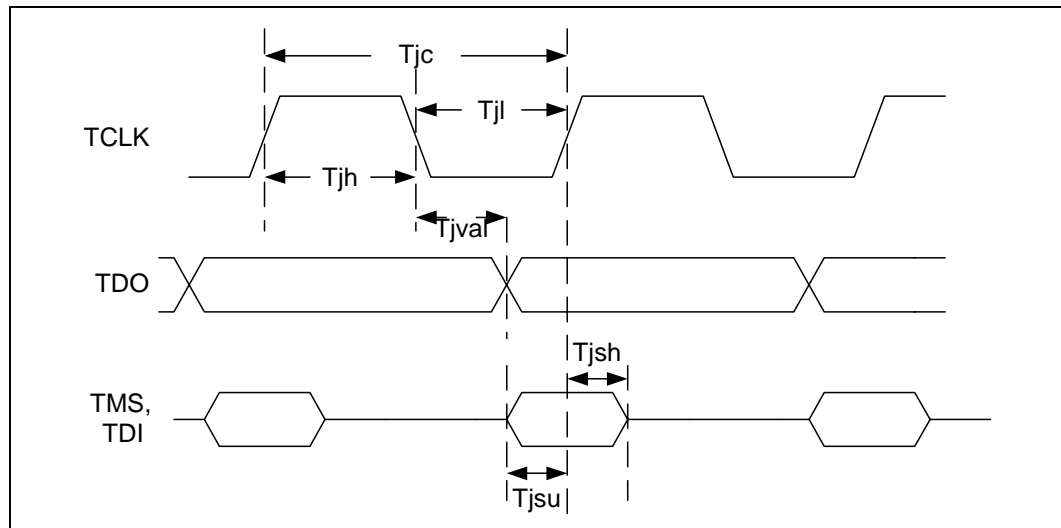 Tjc
Tjl
TCLK
Tjh
Tjval
TDO
Tjsh
TMS,
TDI
Tjsu